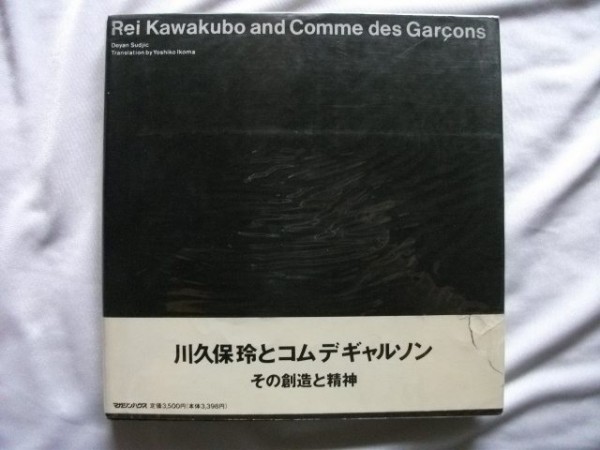 Rei Kawakubo and Comme des Garçons
Deyan Sudjic
Translation by Yoshiko Ikoma
川久保玲とコムデギャルソン
その創造と精神
マガジンハウス 定価3,500円(本体3,398円)